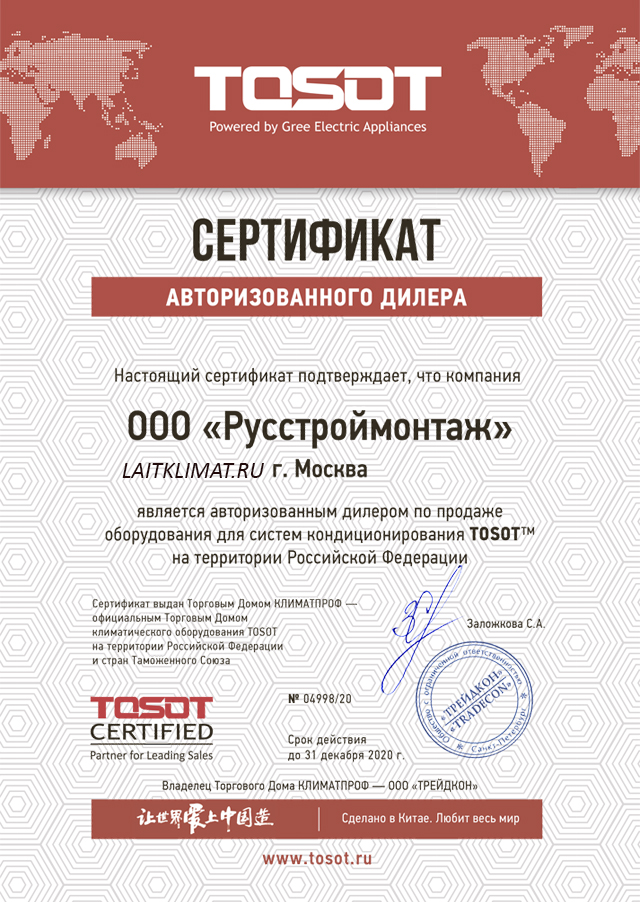 TOSOT
Powered by Gree Electric Appliances
СЕРТИФИКАТ
АВТОРИЗОВАННОГО ДИЛЕРА
Настоящий сертификат подтверждает, что компания
ООО «Русстроймонтаж»
LAITKLIMAT.RU г. Москва
является авторизованным дилером по продаже
оборудования для систем кондиционирования TOSOT™
на территории Российской Федерации
Сертификат выдан Торговым Домом КЛИМАТПРОФ —
официальным Торговым Домом
климатического оборудования TOSOT
на территории Российской Федерации
и стран Таможенного Союза
Заложкова С.А.
Общество с ограниченной ответственностью
«ТРЕЙДКОН»
«TRADECON»
Санкт-Петербург
TOSOT
CERTIFIED
Partner for Leading Sales
№ 04998/20
Срок действия
до 31 декабря 2020 г.
Владелец Торгового Дома КЛИМАТПРОФ — ООО «ТРЕЙДКОН»
让世界爱上中国造
Сделано в Китае. Любит весь мир
www.tosot.ru